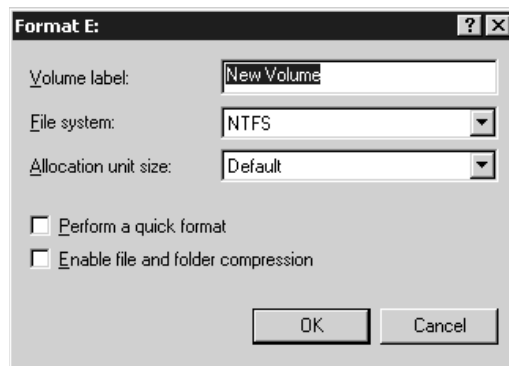 Format E:
Volume label: New Volume
File system: NTFS
Allocation unit size: Default
Perform a quick format
Enable file and folder compression
OK Cancel